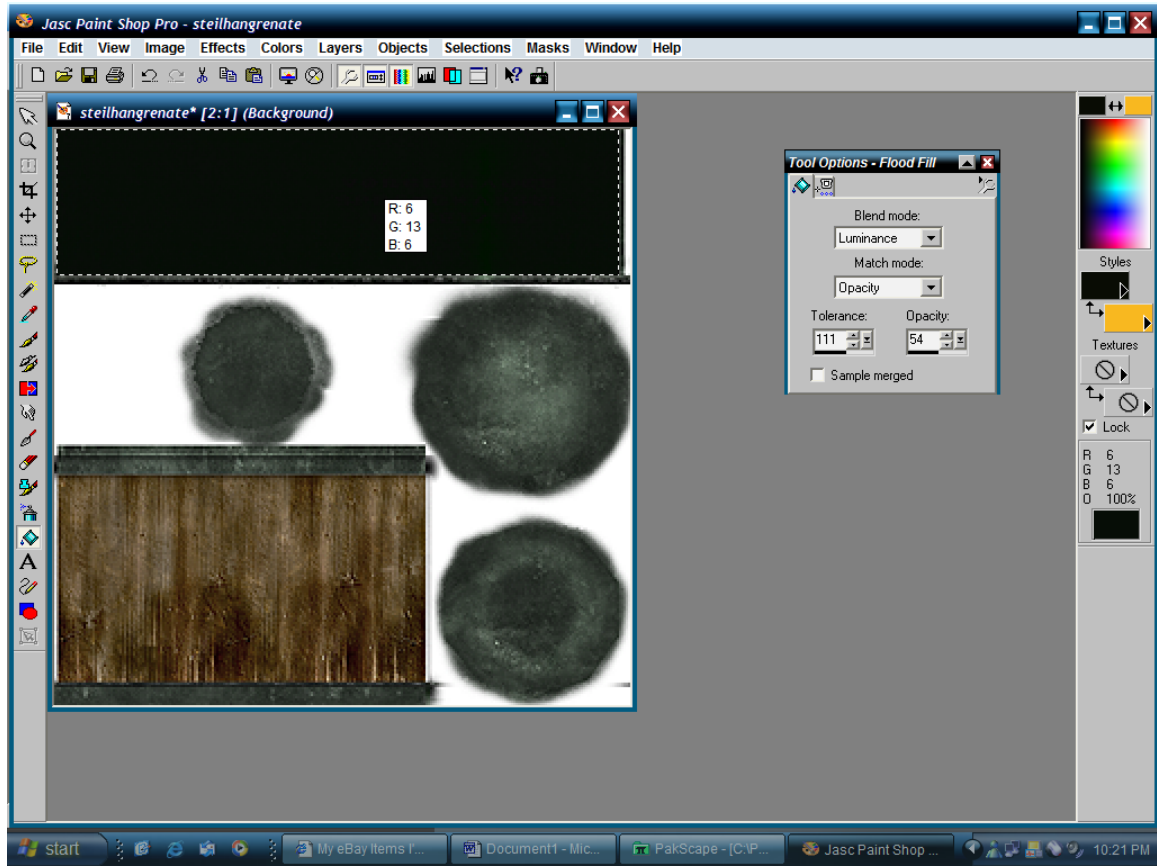 Jasc Paint Shop Pro - steilhangrenate
File Edit View Image Effects Colors Layers Objects Selections Masks Window Help
steilhangrenate* [2:1] (Background)
R: 6
G: 13
B: 6
Tool Options - Flood Fill
Blend mode:
Luminance
Match mode:
Opacity
Tolerance: Opacity:
111 54
Sample merged
Styles
Textures
Lock
R 6
G 13
B 6
O 100%
A
start My eBay Items I'... Document1 - Mic... PakScape - [C:\P... Jasc Paint Shop ... 10:21 PM